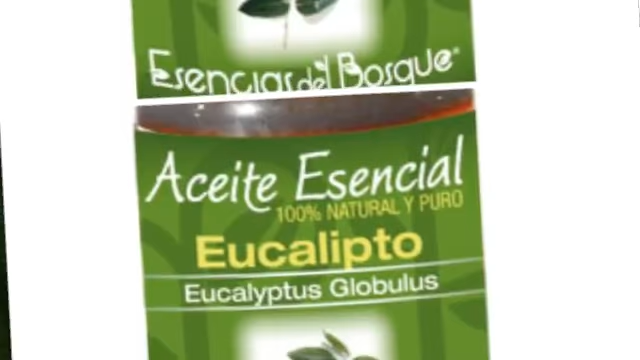 Esencias del Bosque®
Aceite Esencial
100% NATURAL Y PURO
Eucalipto
Eucalyptus Globulus